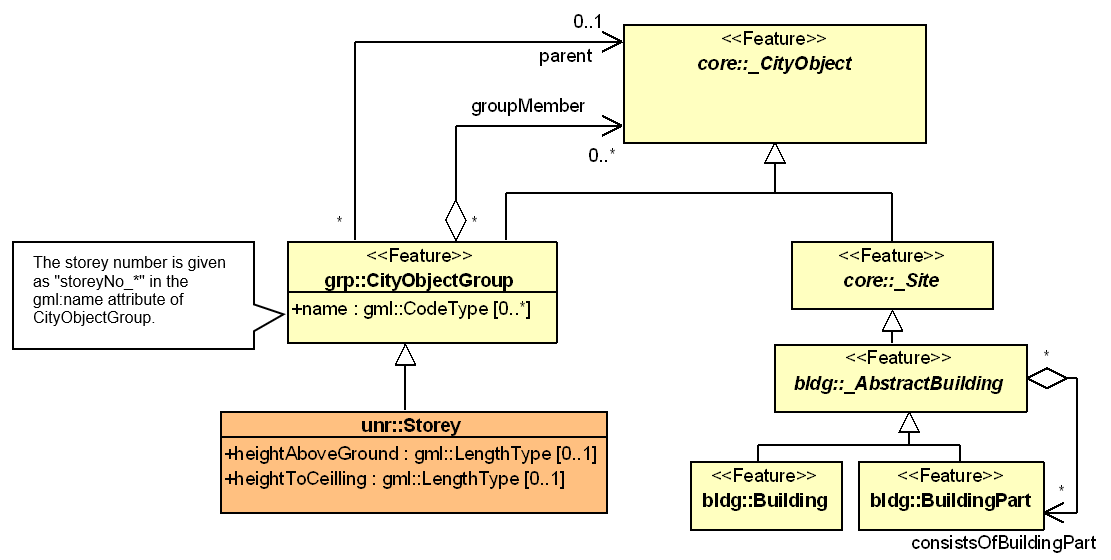 0..1
<<Feature>>
core::_CityObject
parent
groupMember
0..*
*
*
The storey number is given
as "storeyNo_*" in the
gml:name attribute of
CityObjectGroup.
<<Feature>>
grp::CityObjectGroup
+name : gml::CodeType [0..*]
<<Feature>>
core::_Site
<<Feature>>
bldg::_AbstractBuilding
*
unr::Storey
+heightAboveGround : gml::LengthType [0..1]
+heightToCeilling : gml::LengthType [0..1]
<<Feature>>
bldg::Building
<<Feature>>
bldg::BuildingPart
*
consistsOfBuildingPart